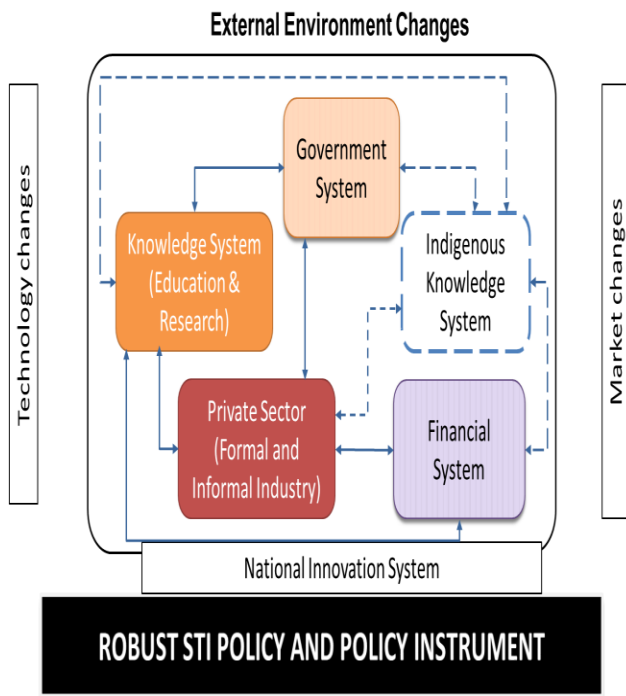 External Environment Changes
Technology changes
Government
System
Knowledge System
(Education &
Research)
Indigenous
Knowledge
System
Market changes
Private Sector
(Formal and
Informal Industry)
Financial
System
National Innovation System
ROBUST STI POLICY AND POLICY INSTRUMENT